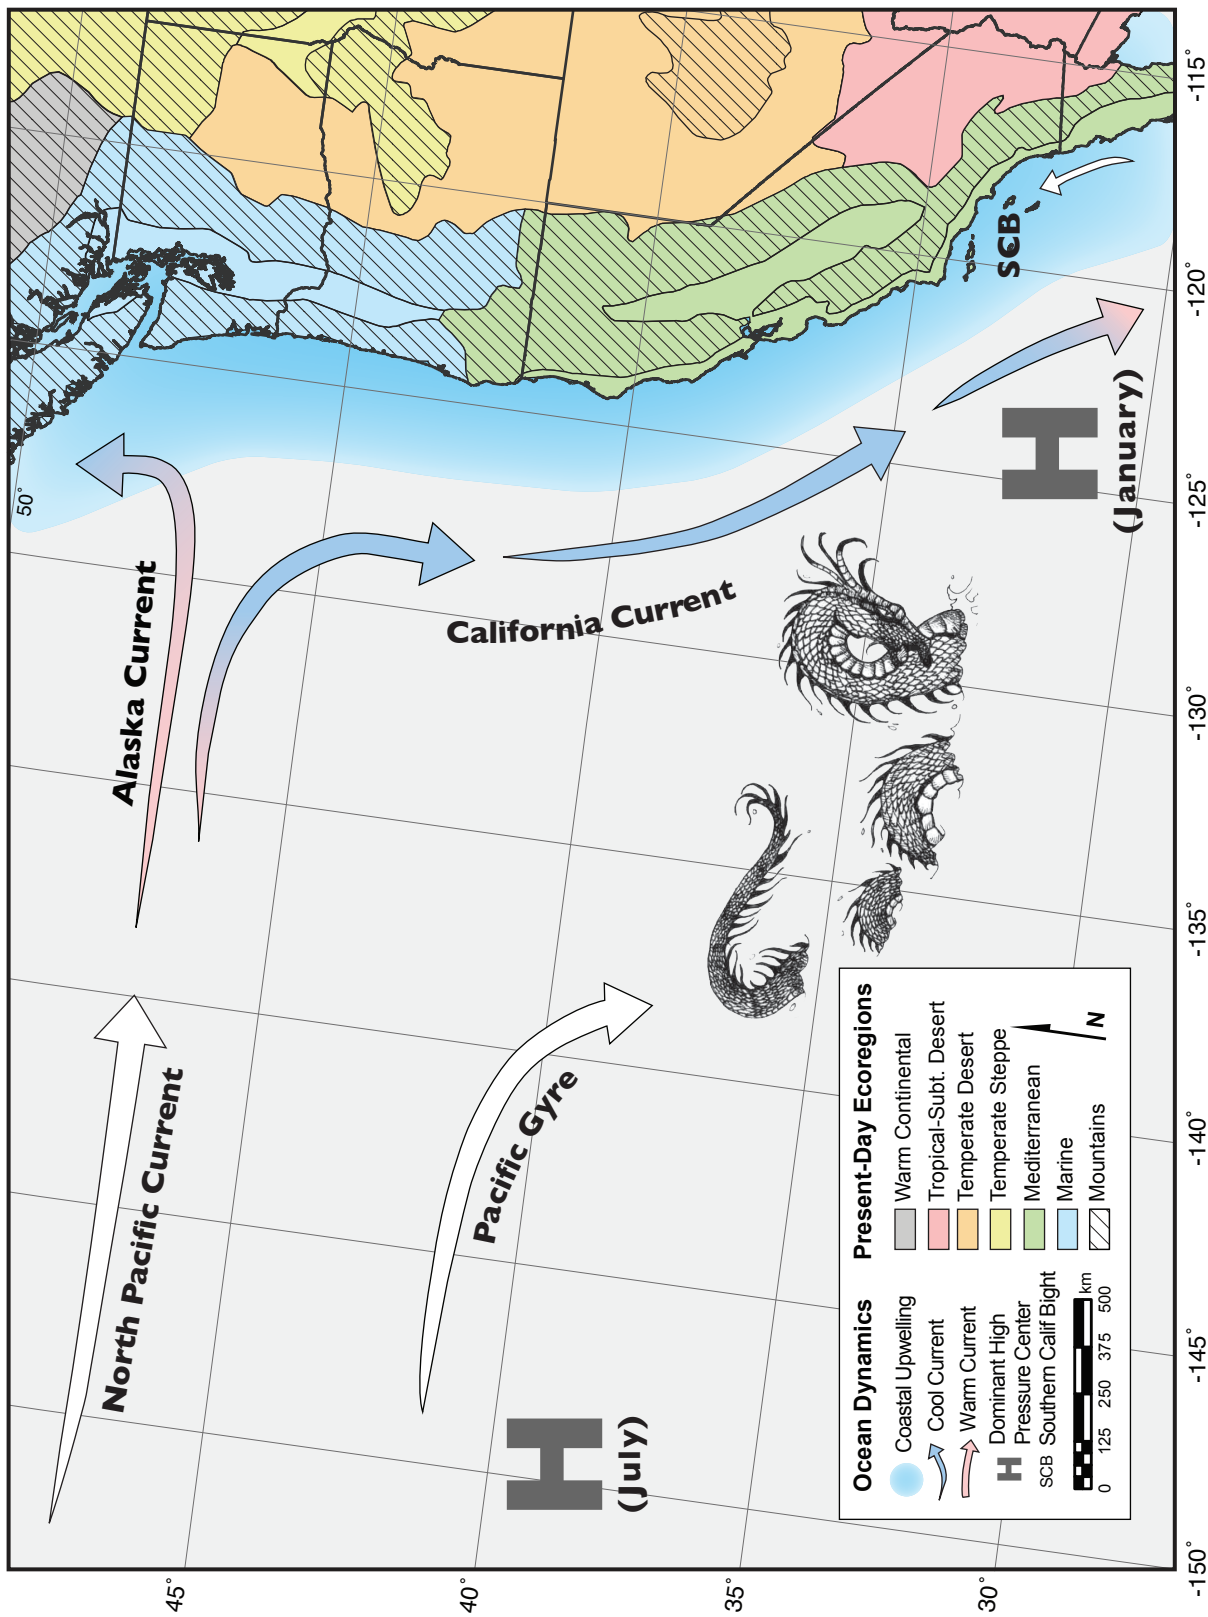 50°
Alaska Current
North Pacific Current
California Current
Pacific Gyre
SCB
H
(January)
H
(July)
45°
40°
35°
30°
-150°
-145°
-140°
-135°
-130°
-125°
-120°
-115°
Ocean Dynamics
Coastal Upwelling
Cool Current
Warm Current
H Dominant High
Pressure Center
SCB Southern Calif Bight
km
0 125 250 375 500
Present-Day Ecoregions
Warm Continental
Tropical-Subt. Desert
Temperate Desert
Temperate Steppe
Mediterranean
Marine
Mountains
N